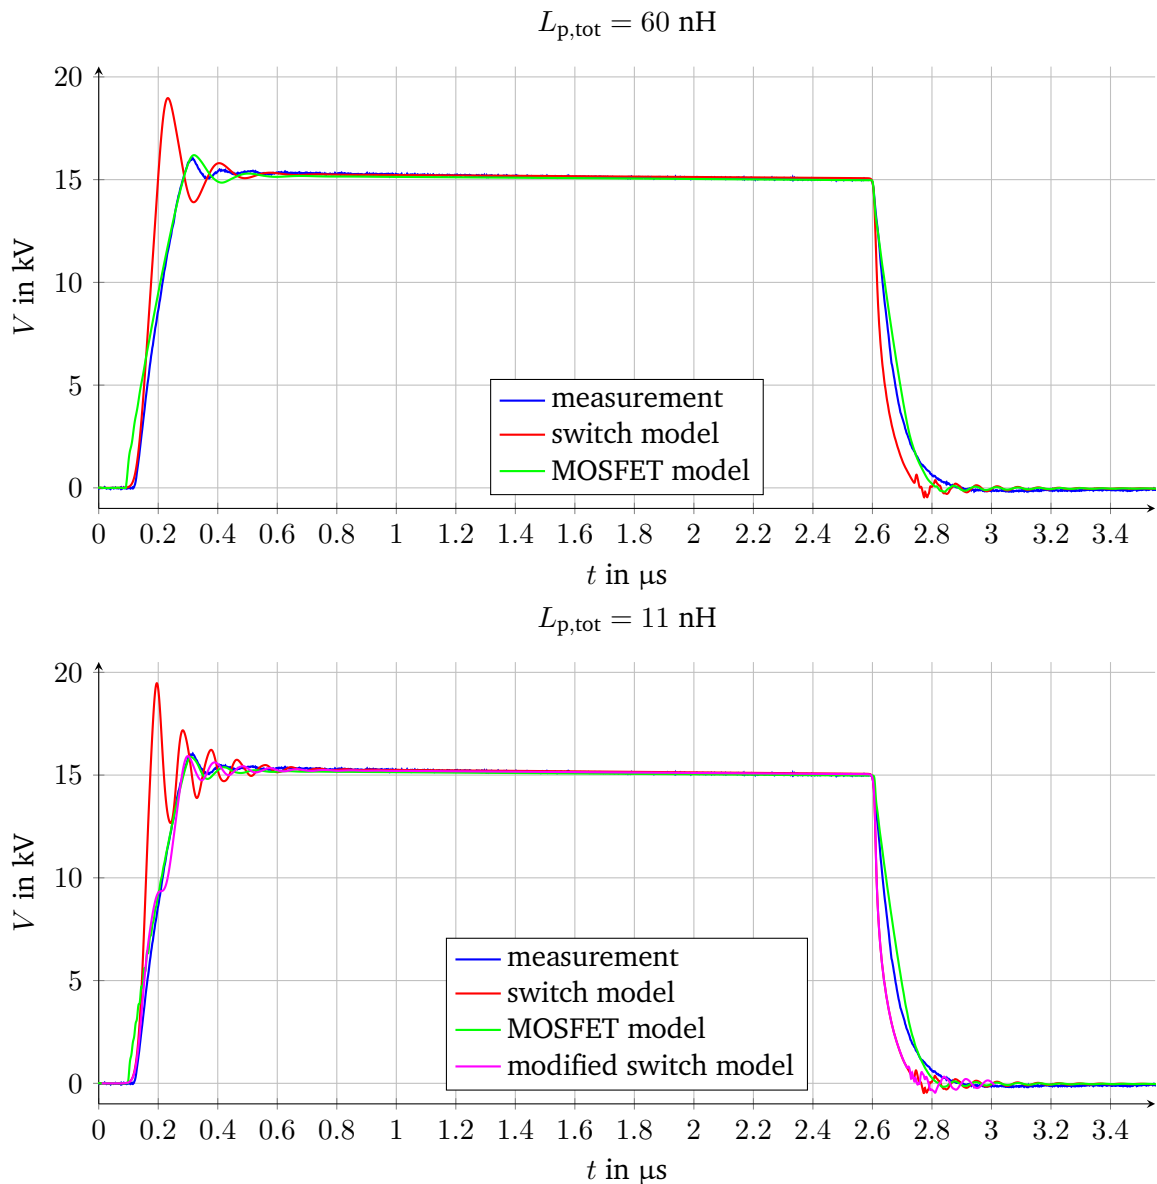 L_p,tot = 60 nH
20
15
10
5
0
V in kV
measurement
switch model
MOSFET model
0 0.2 0.4 0.6 0.8 1 1.2 1.4 1.6 1.8 2 2.2 2.4 2.6 2.8 3 3.2 3.4
t in μs
L_p,tot = 11 nH
20
15
10
5
0
V in kV
measurement
switch model
MOSFET model
modified switch model
0 0.2 0.4 0.6 0.8 1 1.2 1.4 1.6 1.8 2 2.2 2.4 2.6 2.8 3 3.2 3.4
t in μs